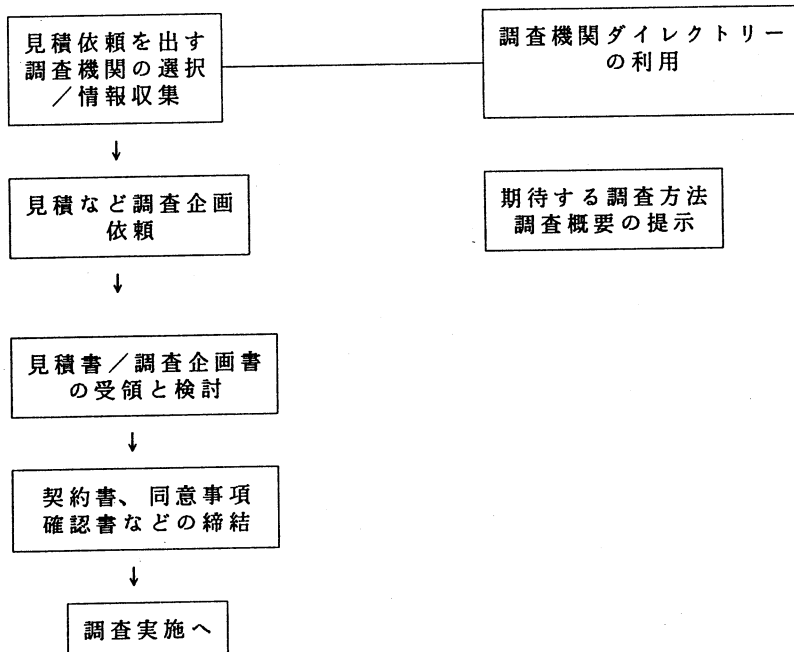 見積依頼を出す
調査機関の選択
／情報収集
調査機関ダイレクトリー
の利用
↓
見積など調査企画
依頼
期待する調査方法
調査概要の提示
↓
見積書／調査企画書
の受領と検討
↓
契約書、同意事項
確認書などの締結
↓
調査実施へ